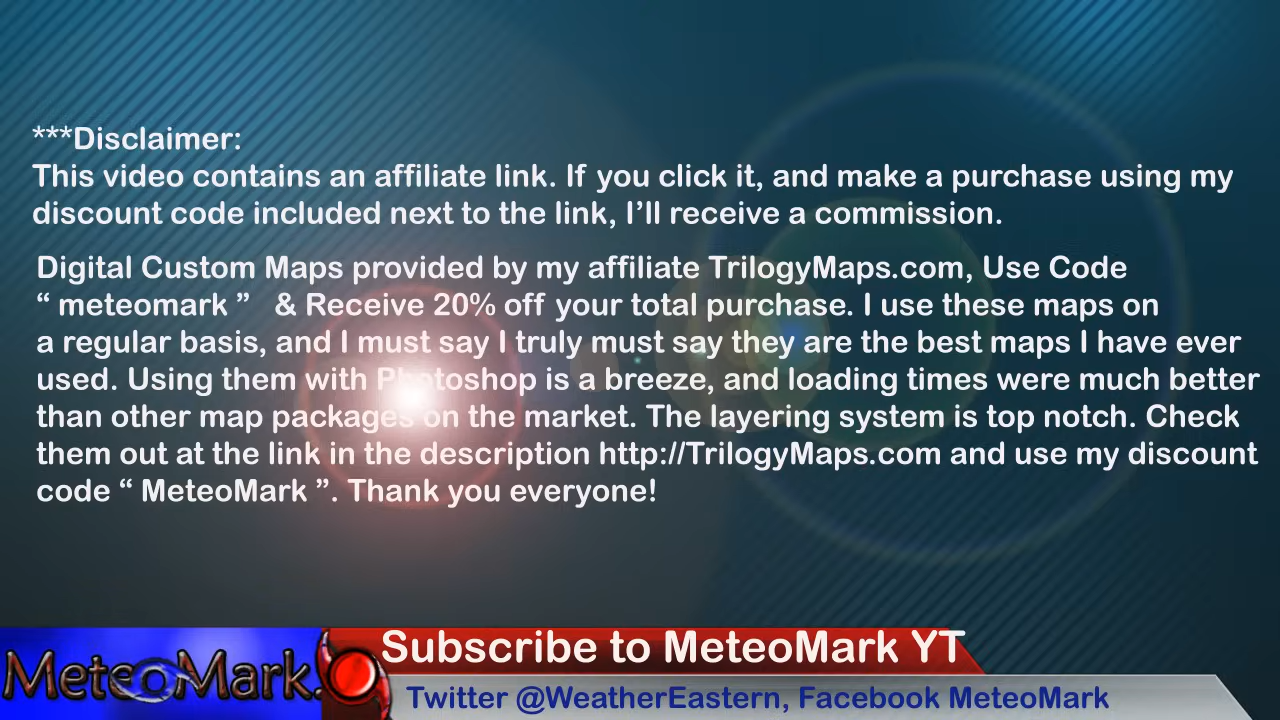 ***Disclaimer:
This video contains an affiliate link. If you click it, and make a purchase using my
discount code included next to the link, I'll receive a commission.
Digital Custom Maps provided by my affiliate TrilogyMaps.com, Use Code
“ meteomark ”   & Receive 20% off your total purchase. I use these maps on
a regular basis, and I must say I truly must say they are the best maps I have ever
used. Using them with Photoshop is a breeze, and loading times were much better
than other map packages on the market. The layering system is top notch. Check
them out at the link in the description http://TrilogyMaps.com and use my discount
code “ MeteoMark ”. Thank you everyone!
Subscribe to MeteoMark YT
MeteoMark.
Twitter @WeatherEastern, Facebook MeteoMark